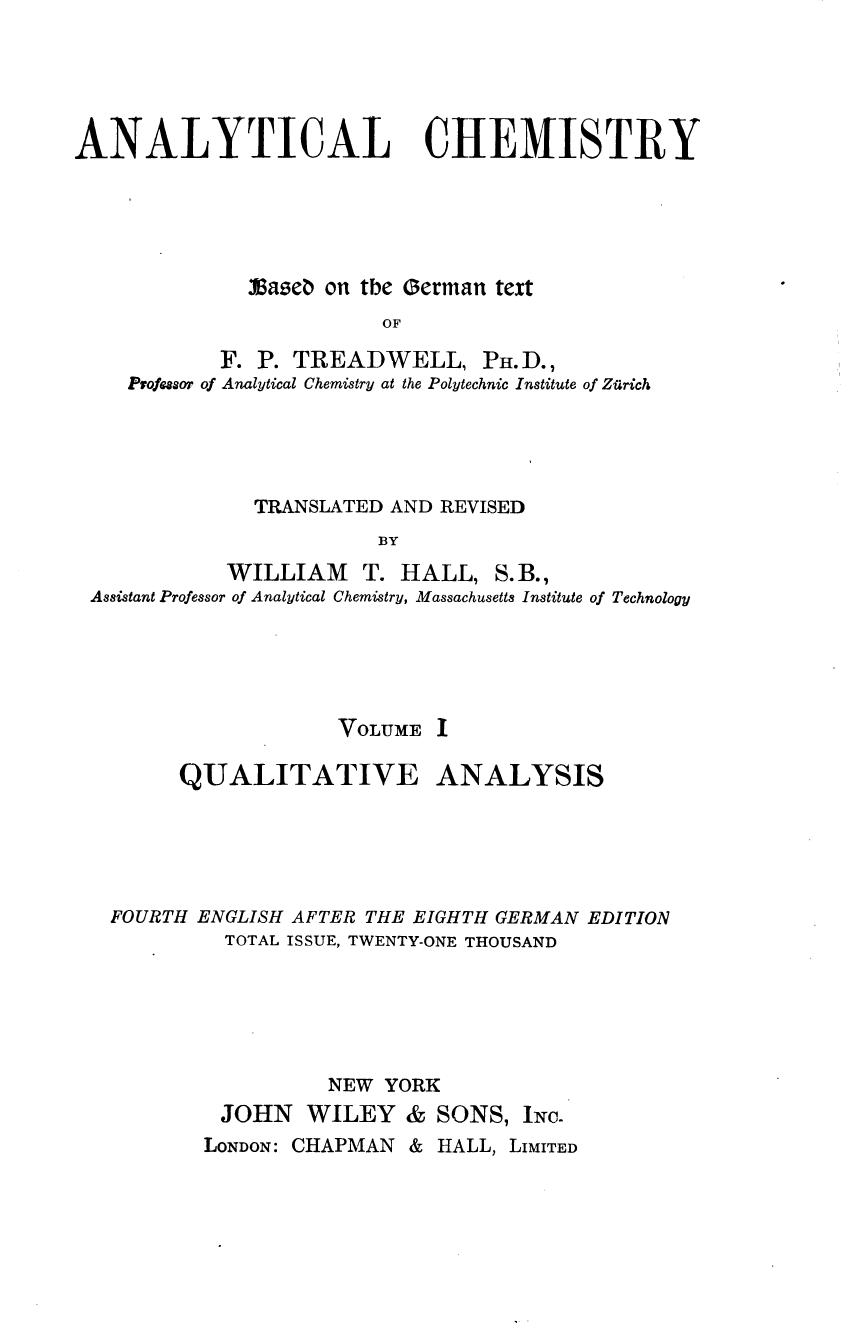 ANALYTICAL CHEMISTRY
Based on the German text
OF
F. P. TREADWELL, PH.D.,
Professor of Analytical Chemistry at the Polytechnic Institute of Zürich
TRANSLATED AND REVISED
BY
WILLIAM T. HALL, S.B.,
Assistant Professor of Analytical Chemistry, Massachusetts Institute of Technology
VOLUME I
QUALITATIVE ANALYSIS
FOURTH ENGLISH AFTER THE EIGHTH GERMAN EDITION
TOTAL ISSUE, TWENTY-ONE THOUSAND
NEW YORK
JOHN WILEY & SONS, INC.
LONDON: CHAPMAN & HALL, LIMITED